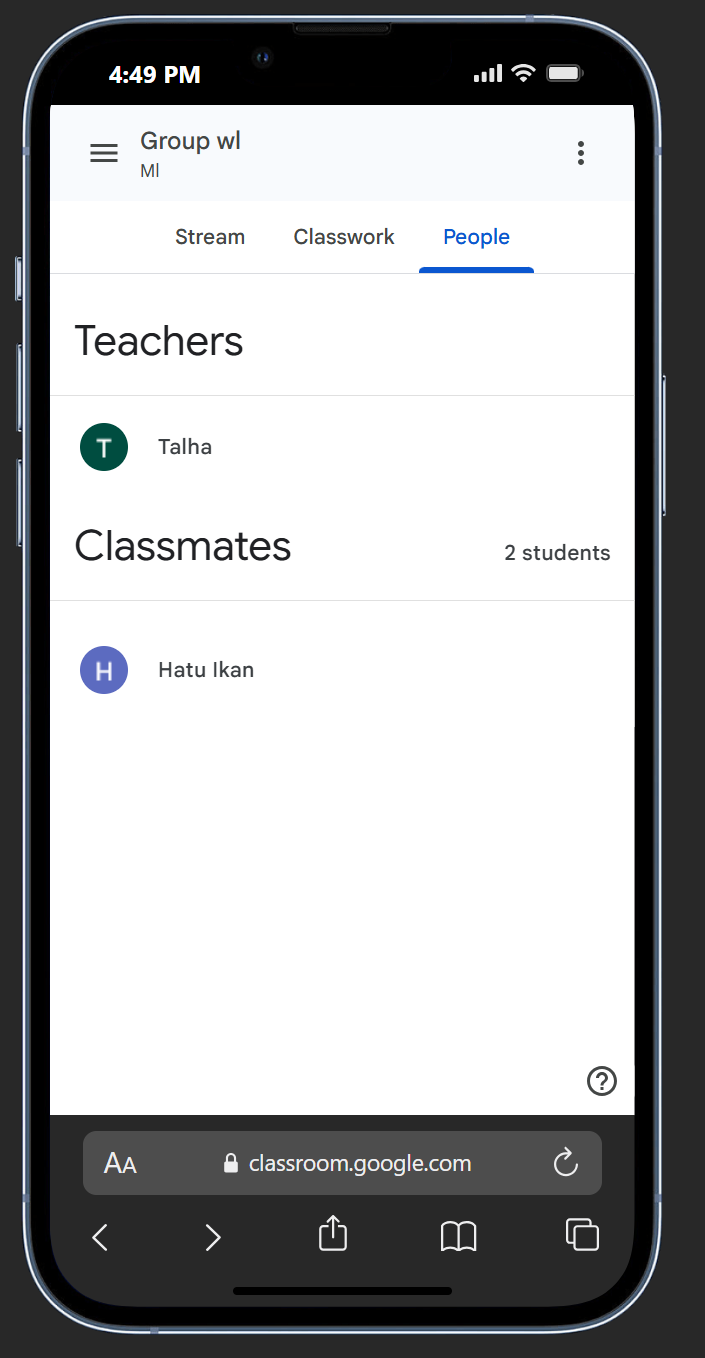 4:49 PM
Group wl
Ml
Stream Classwork People
Teachers
T Talha
Classmates 2 students
H Hatu Ikan
?
AA classroom.google.com